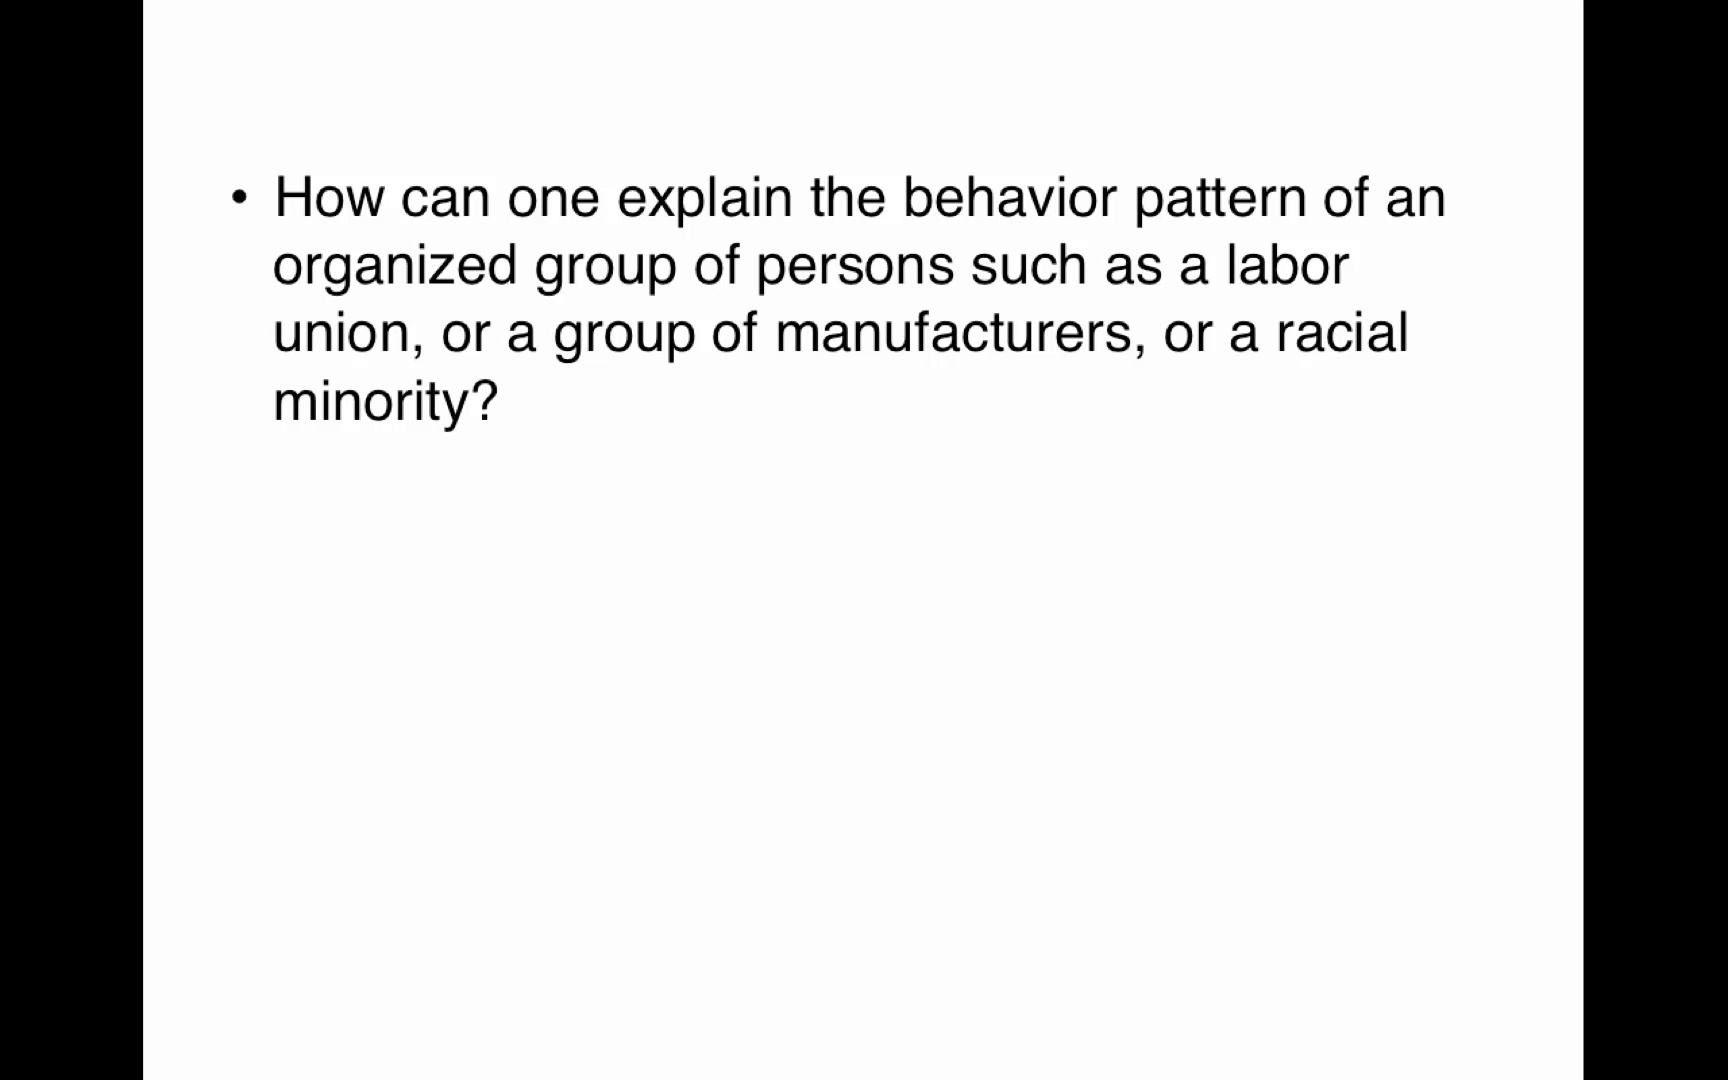 • How can one explain the behavior pattern of an
organized group of persons such as a labor
union, or a group of manufacturers, or a racial
minority?